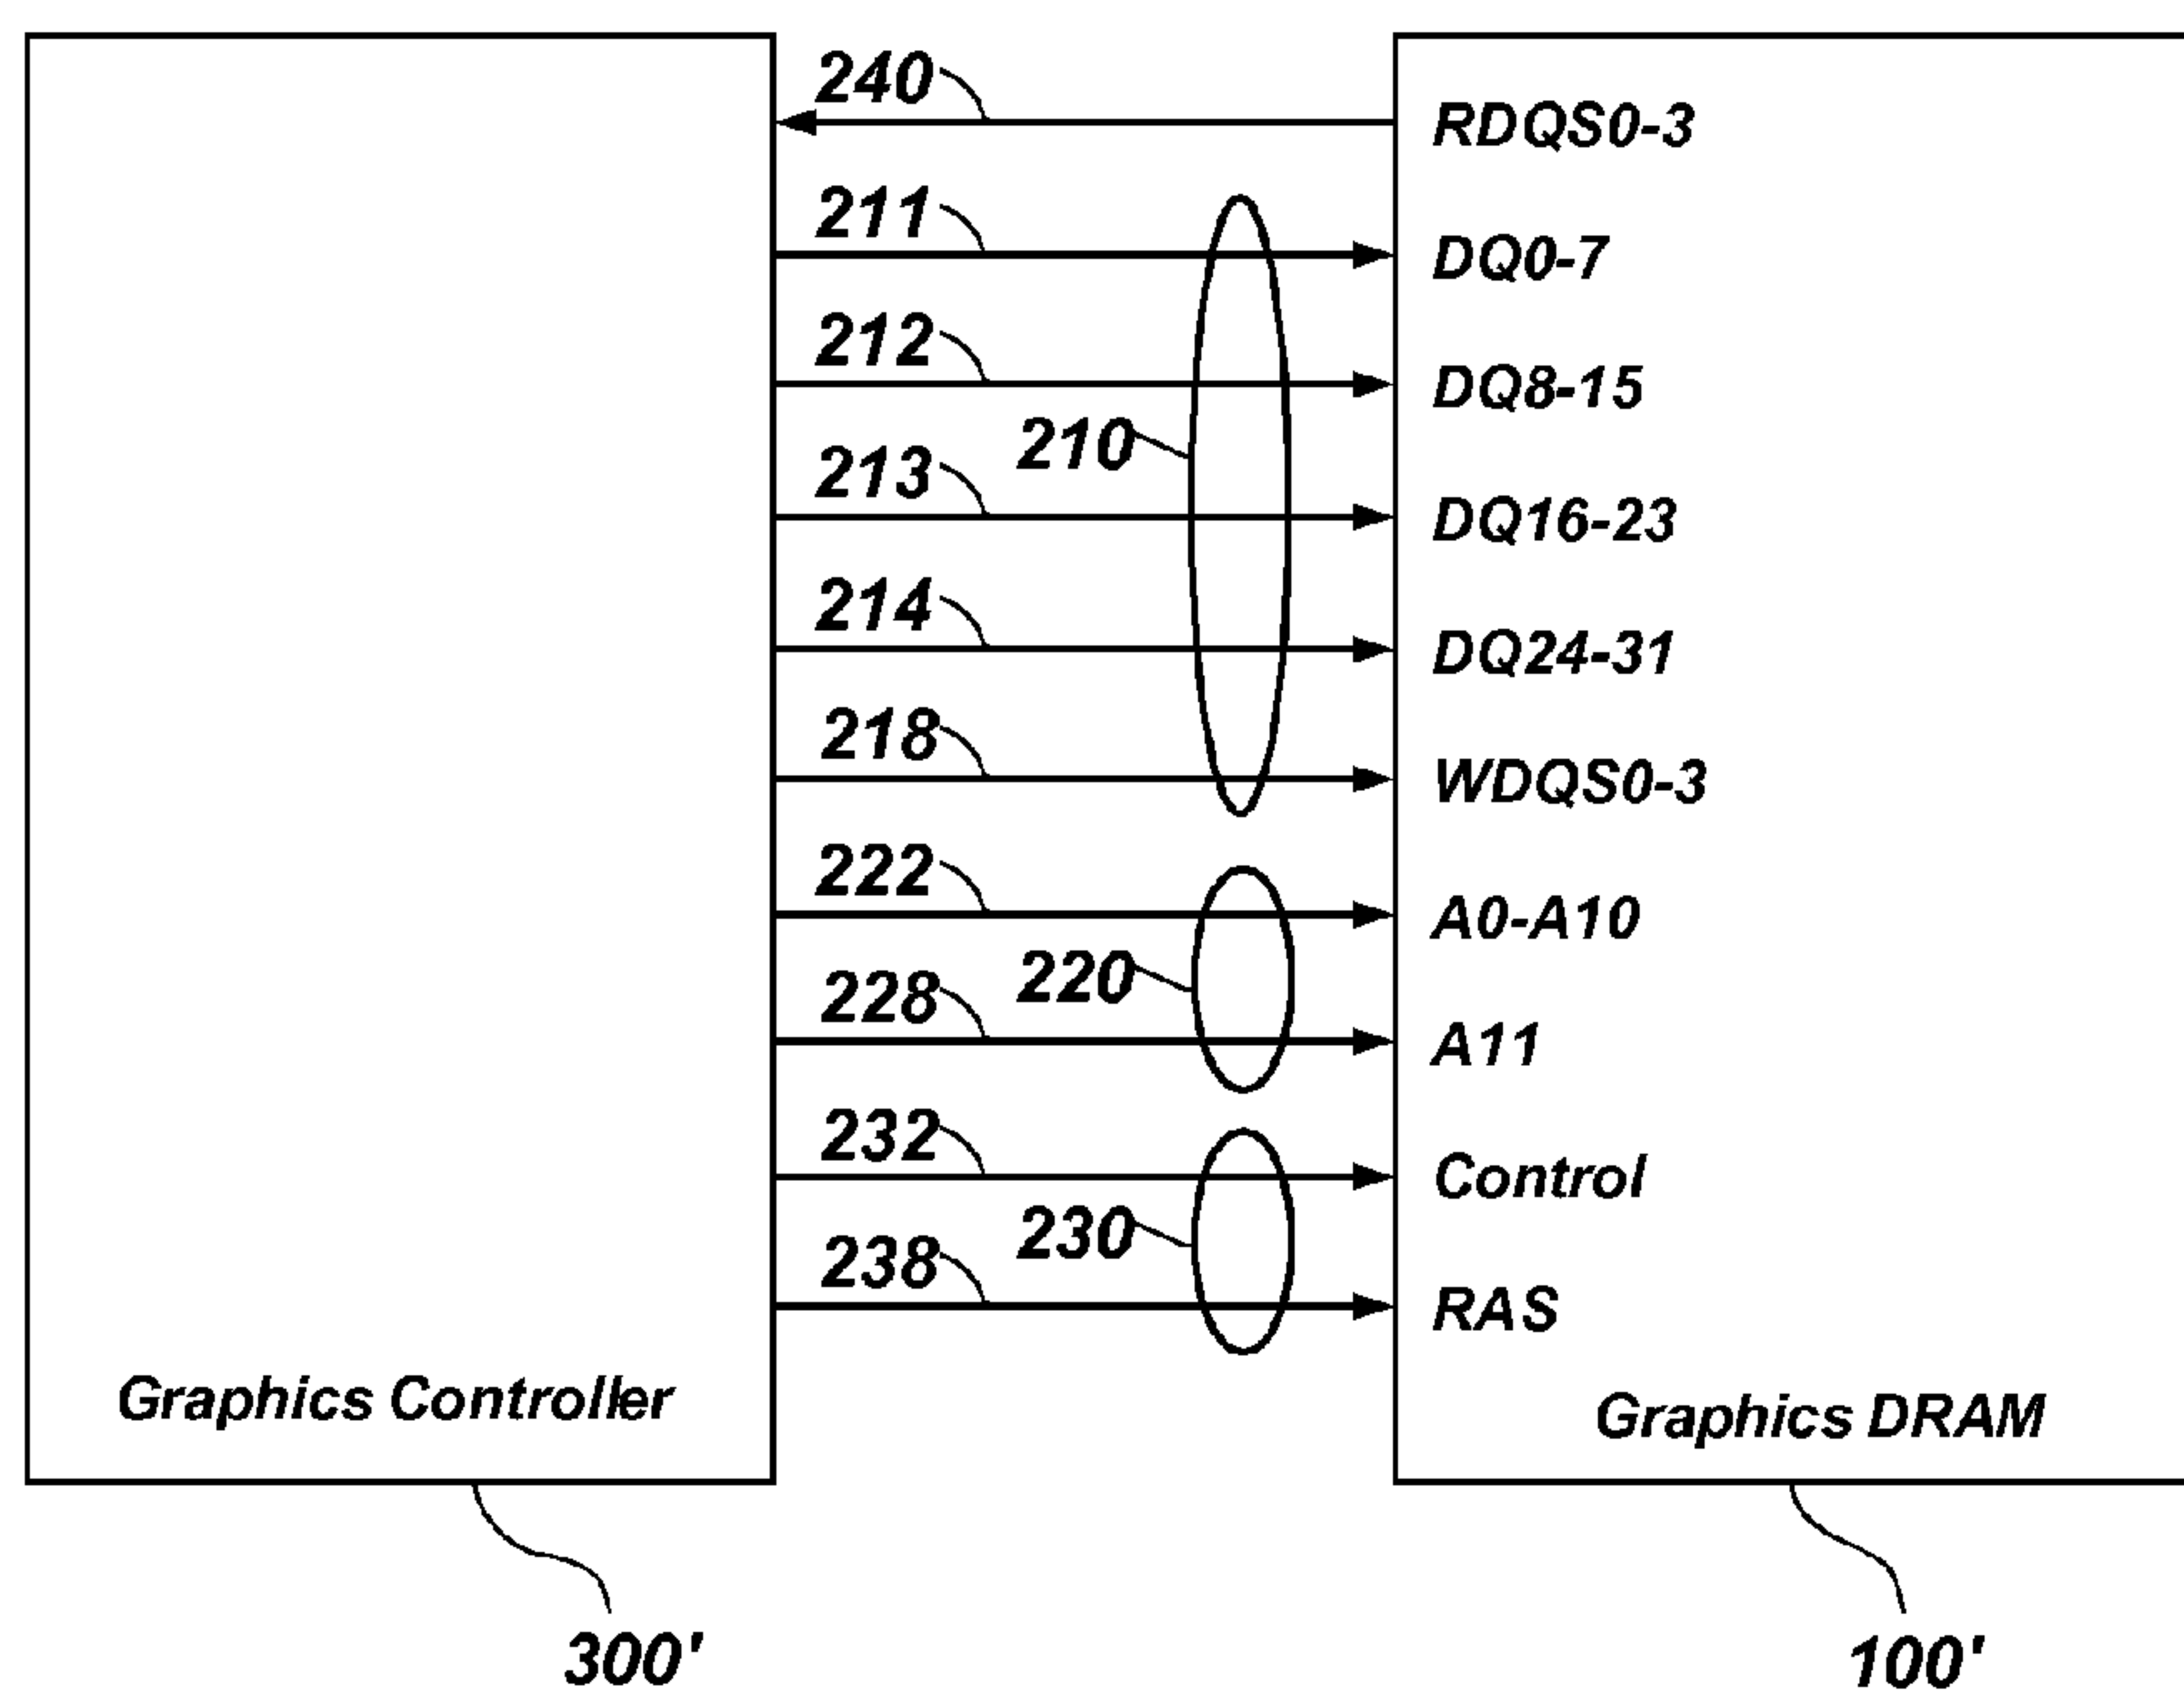 240
RDQS0-3
211
DQ0-7
212
DQ8-15
210
213
DQ16-23
214
DQ24-31
218
WDQS0-3
222
A0-A10
220
228
A11
232
Control
230
238
RAS
Graphics Controller
Graphics DRAM
300'
100'